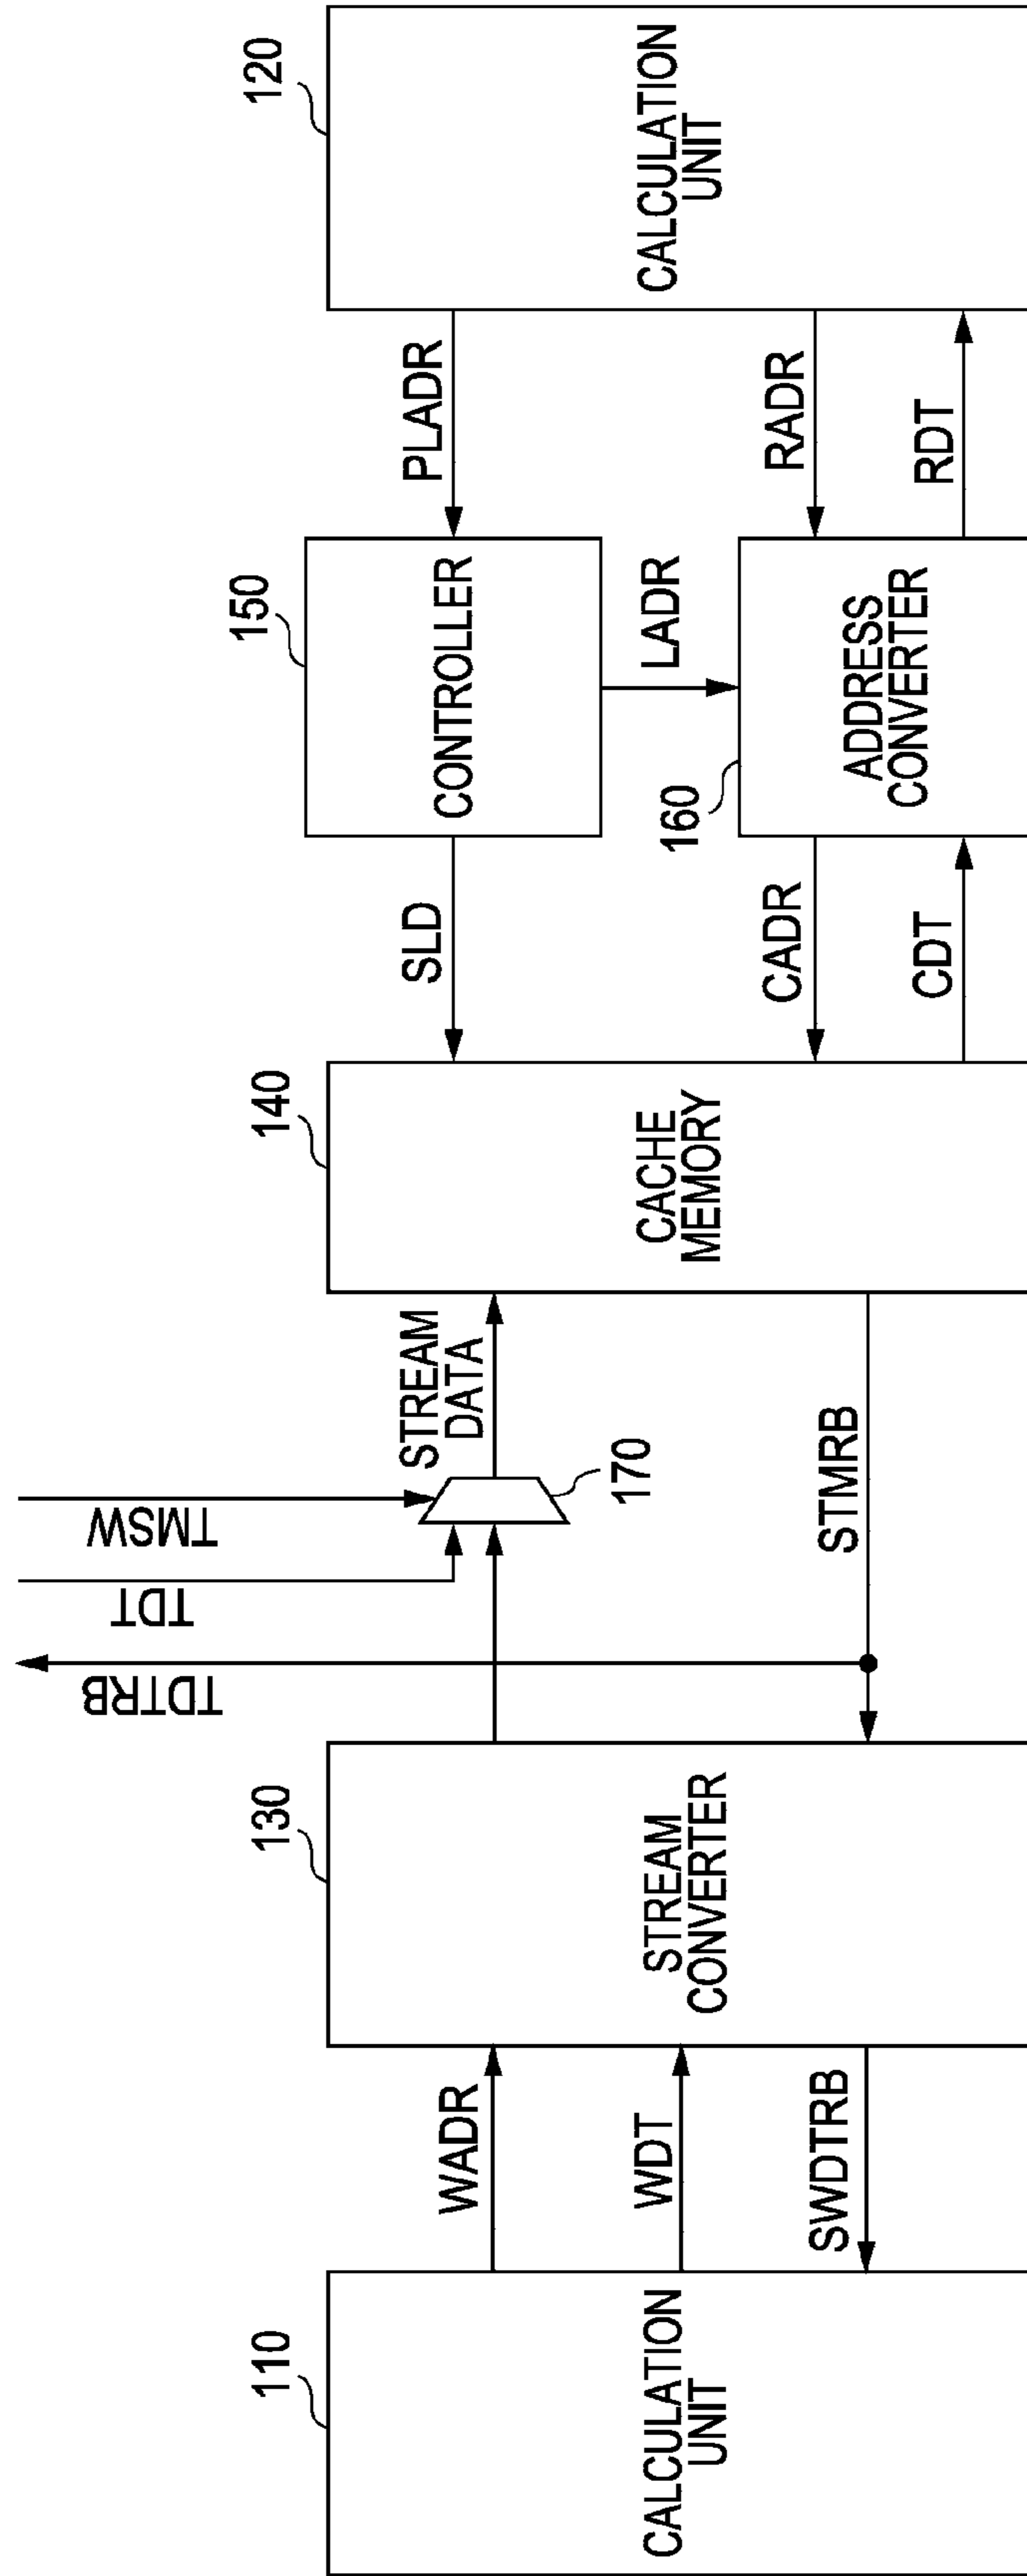 110
CALCULATION
UNIT
WADR
WDT
SWDTRB
130
STREAM
CONVERTER
TDTRB
TDT
TMSW
170
STREAM
DATA
STMRB
140
CACHE
MEMORY
SLD
CADR
CDT
150
CONTROLLER
LADR
160
ADDRESS
CONVERTER
PLADR
RADR
RDT
120
CALCULATION
UNIT